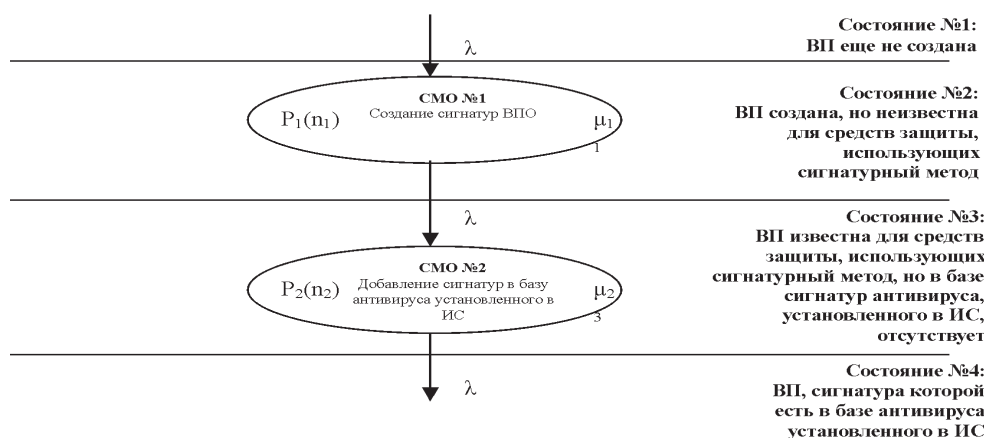 Состояние №1:
ВП еще не создана
λ
СМО №1
Создание сигнатур ВПО
P₁(n₁)
μ₁
1
Состояние №2:
ВП создана, но неизвестна
для средств защиты,
использующих
сигнатурный метод
λ
СМО №2
Добавление сигнатур в базу
антивируса установленного в
ИС
P₂(n₂)
μ₂
3
Состояние №3:
ВП известна для средств
защиты, использующих
сигнатурный метод, но в базе
сигнатур антивируса,
установленного в ИС,
отсутствует
λ
Состояние №4:
ВП, сигнатура которой
есть в базе антивируса
установленного в ИС